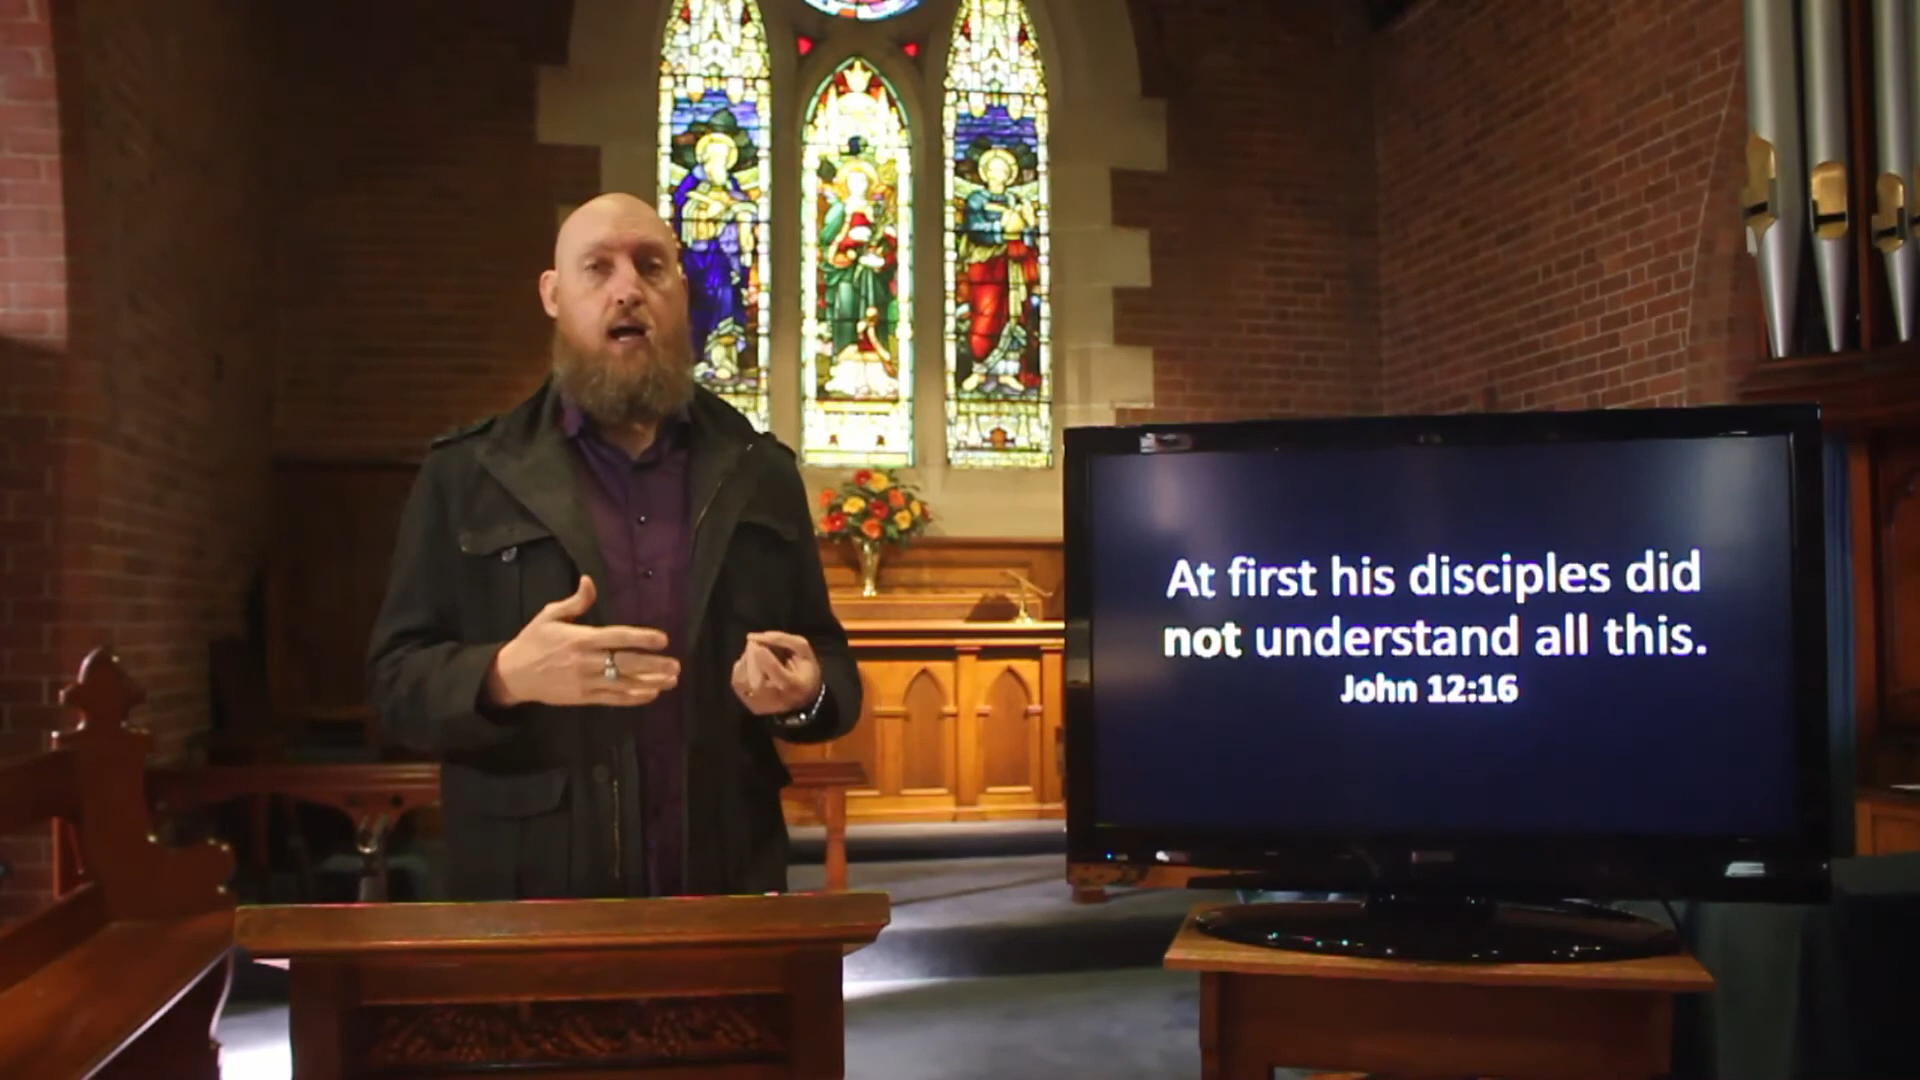 At first his disciples did
not understand all this.
John 12:16